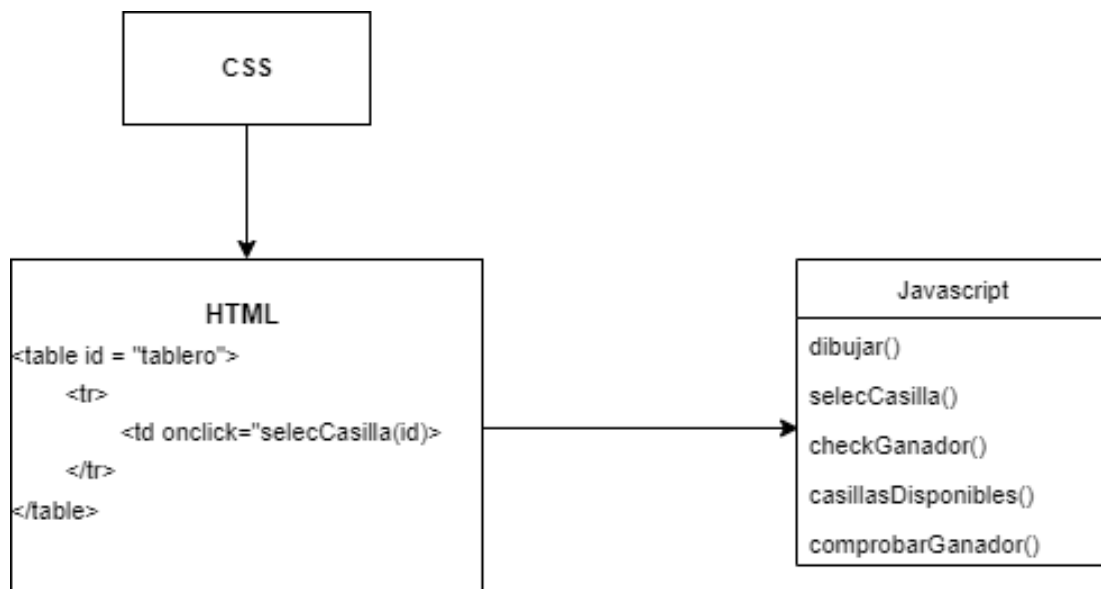 CSS
HTML
<table id = "tablero">
<tr>
<td onclick="selecCasilla(id)>
</tr>
</table>
Javascript
dibujar()
selecCasilla()
checkGanador()
casillasDisponibles()
comprobarGanador()